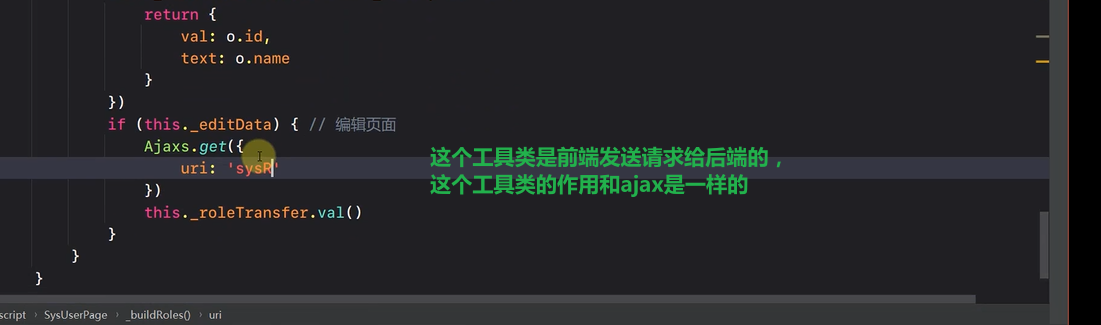 return {
val: o.id,
text: o.name
}
})
if (this._editData) { // 编辑页面
Ajaxs.get({
uri: 'sysR'
})
this._roleTransfer.val()
}
}
}
这个工具类是前端发送请求给后端的，
这个工具类的作用和ajax是一样的
script › SysUserPage › _buildRoles() › uri